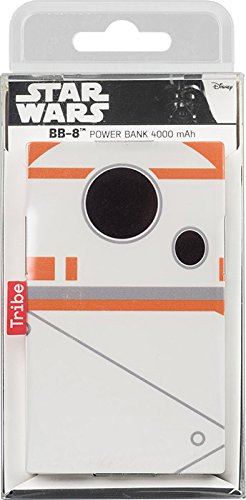 STAR
WARS
Disney
BB-8™ POWER BANK 4000 mAh
Tribe